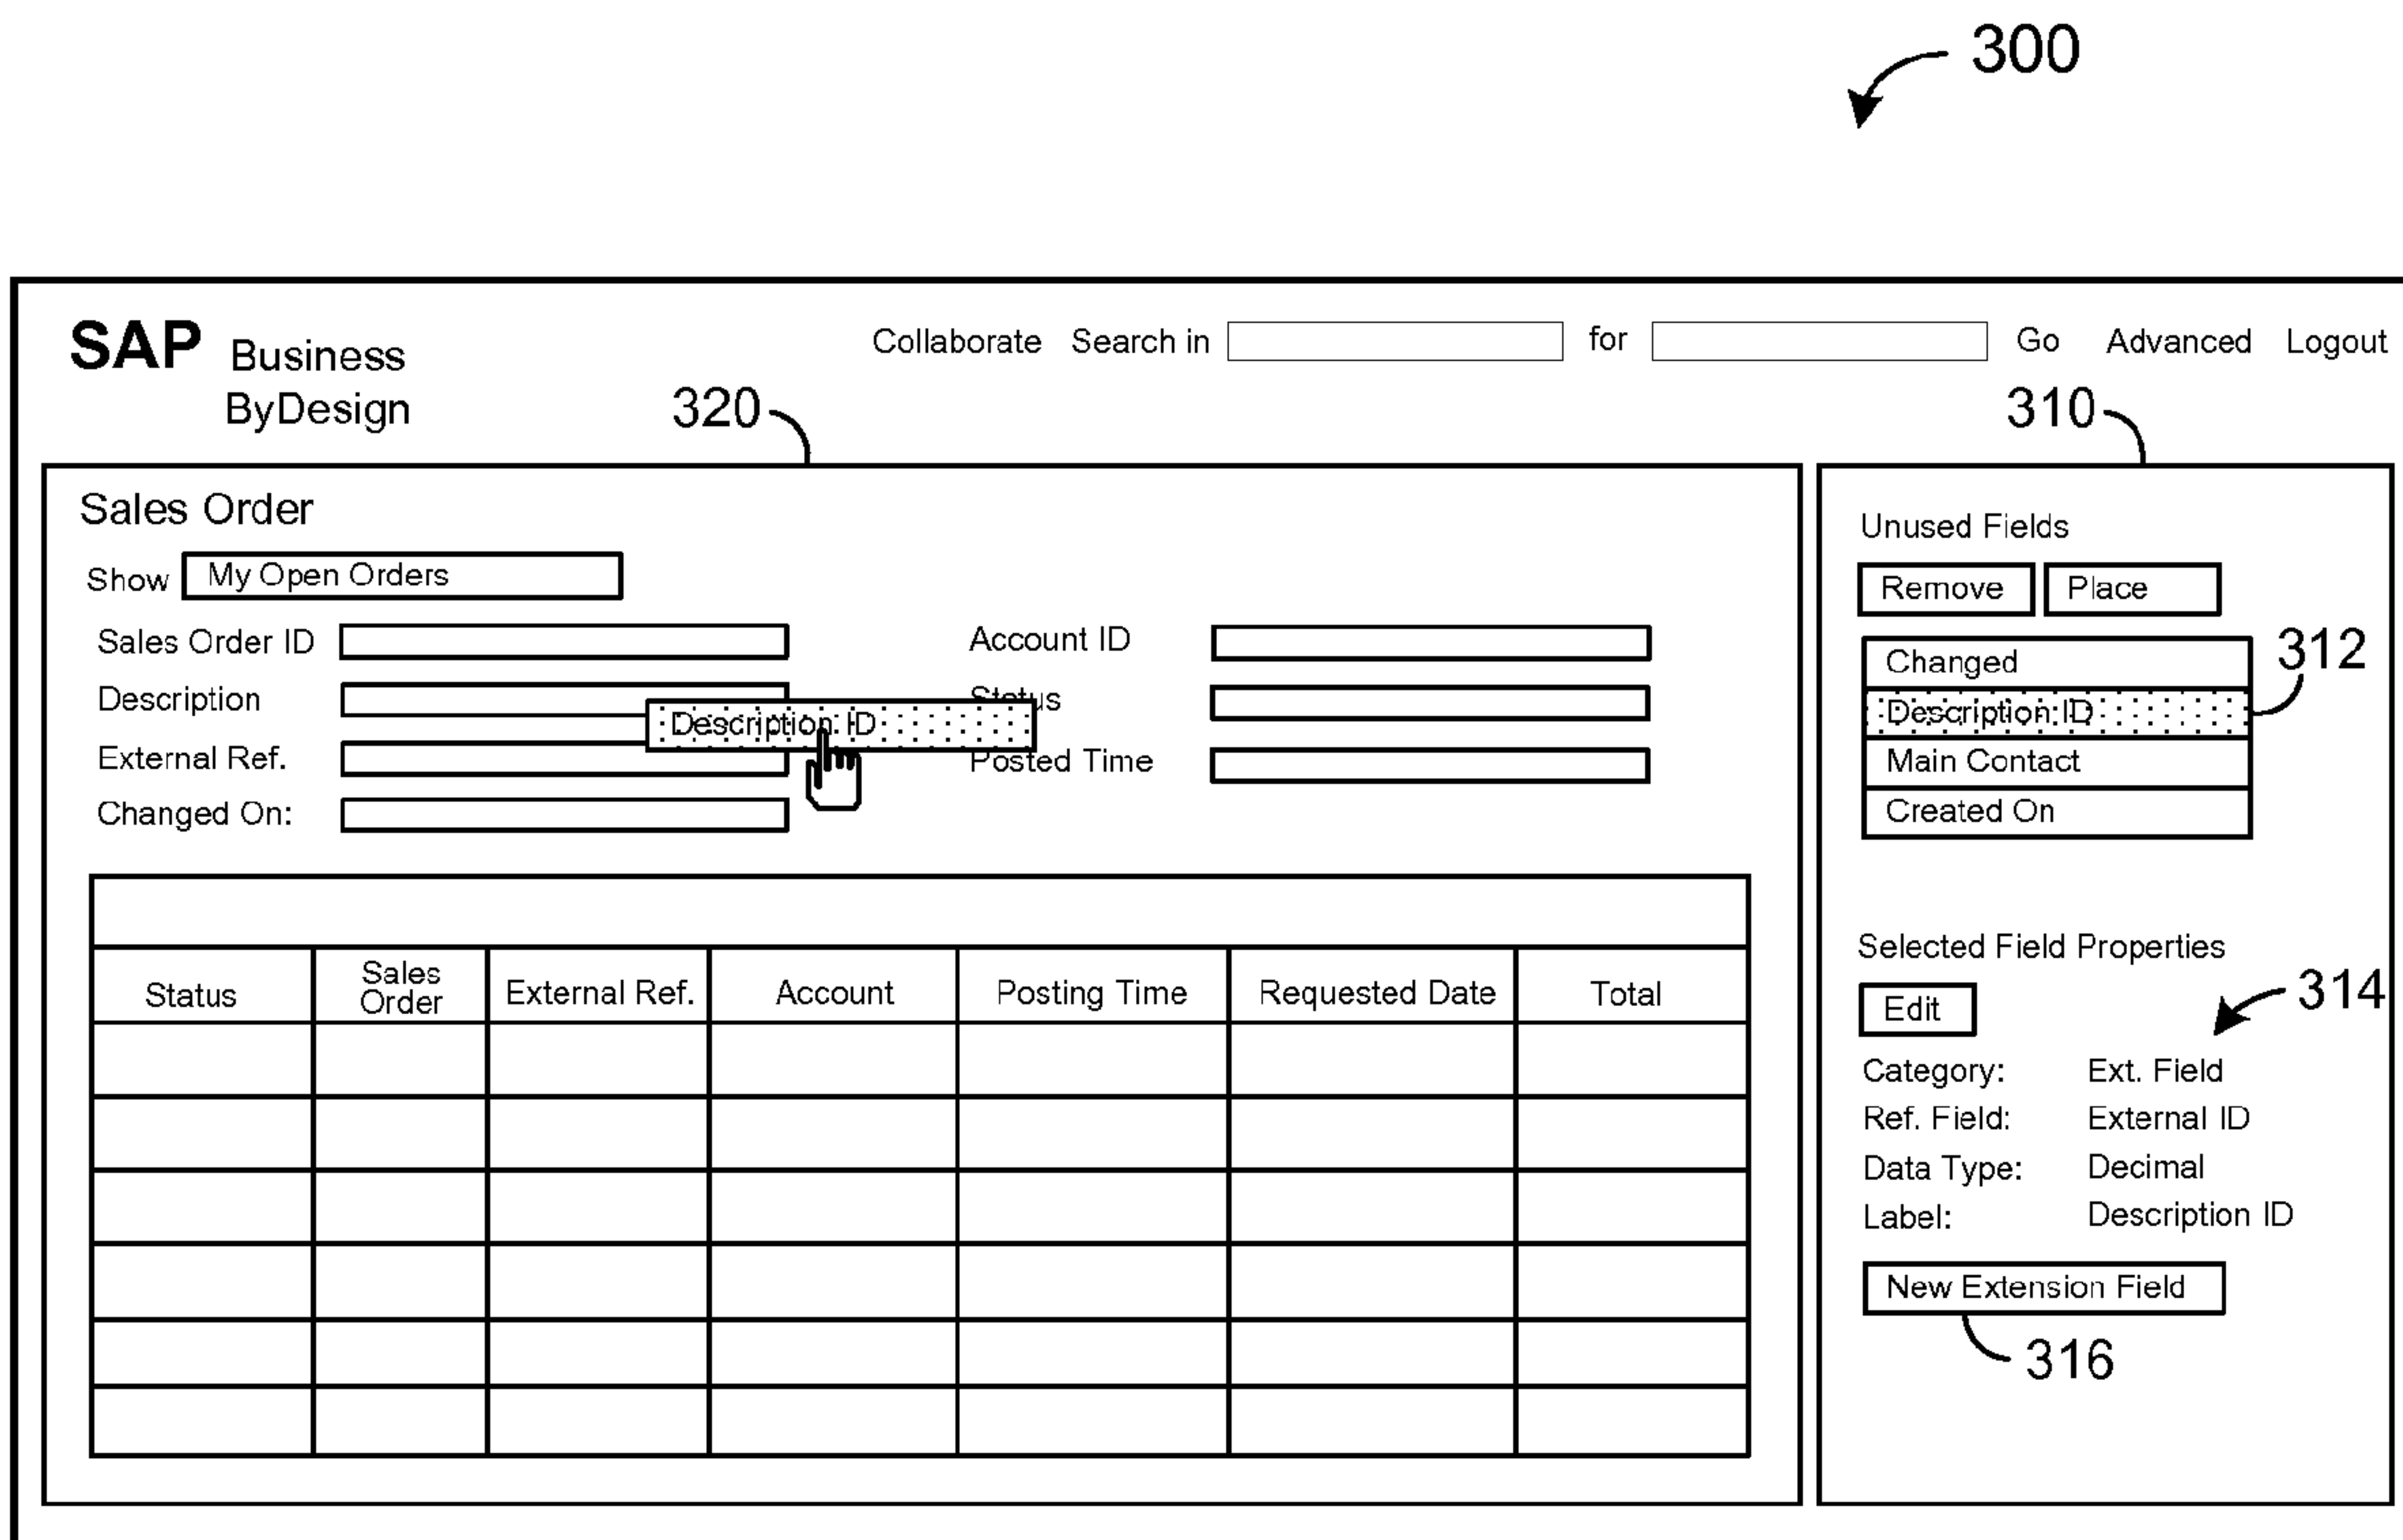 300
SAP Business
ByDesign
Collaborate Search in for Go Advanced Logout
320
310
Sales Order
Show My Open Orders
Sales Order ID
Account ID
Description
Status
Description ID
External Ref.
Posted Time
Changed On:
Status
Sales
Order
External Ref.
Account
Posting Time
Requested Date
Total
Unused Fields
Remove Place
Changed
312
Description ID
Main Contact
Created On
Selected Field Properties
Edit
314
Category: Ext. Field
Ref. Field: External ID
Data Type: Decimal
Label: Description ID
New Extension Field
316